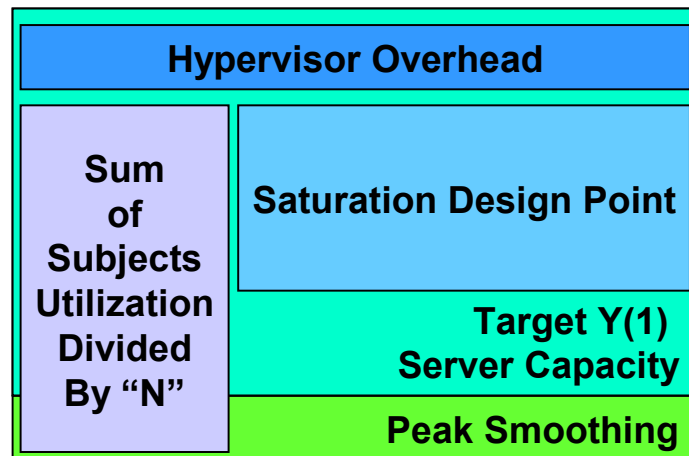 Hypervisor Overhead
Sum
of
Subjects
Utilization
Divided
By “N”
Saturation Design Point
Target Y(1)
Server Capacity
Peak Smoothing